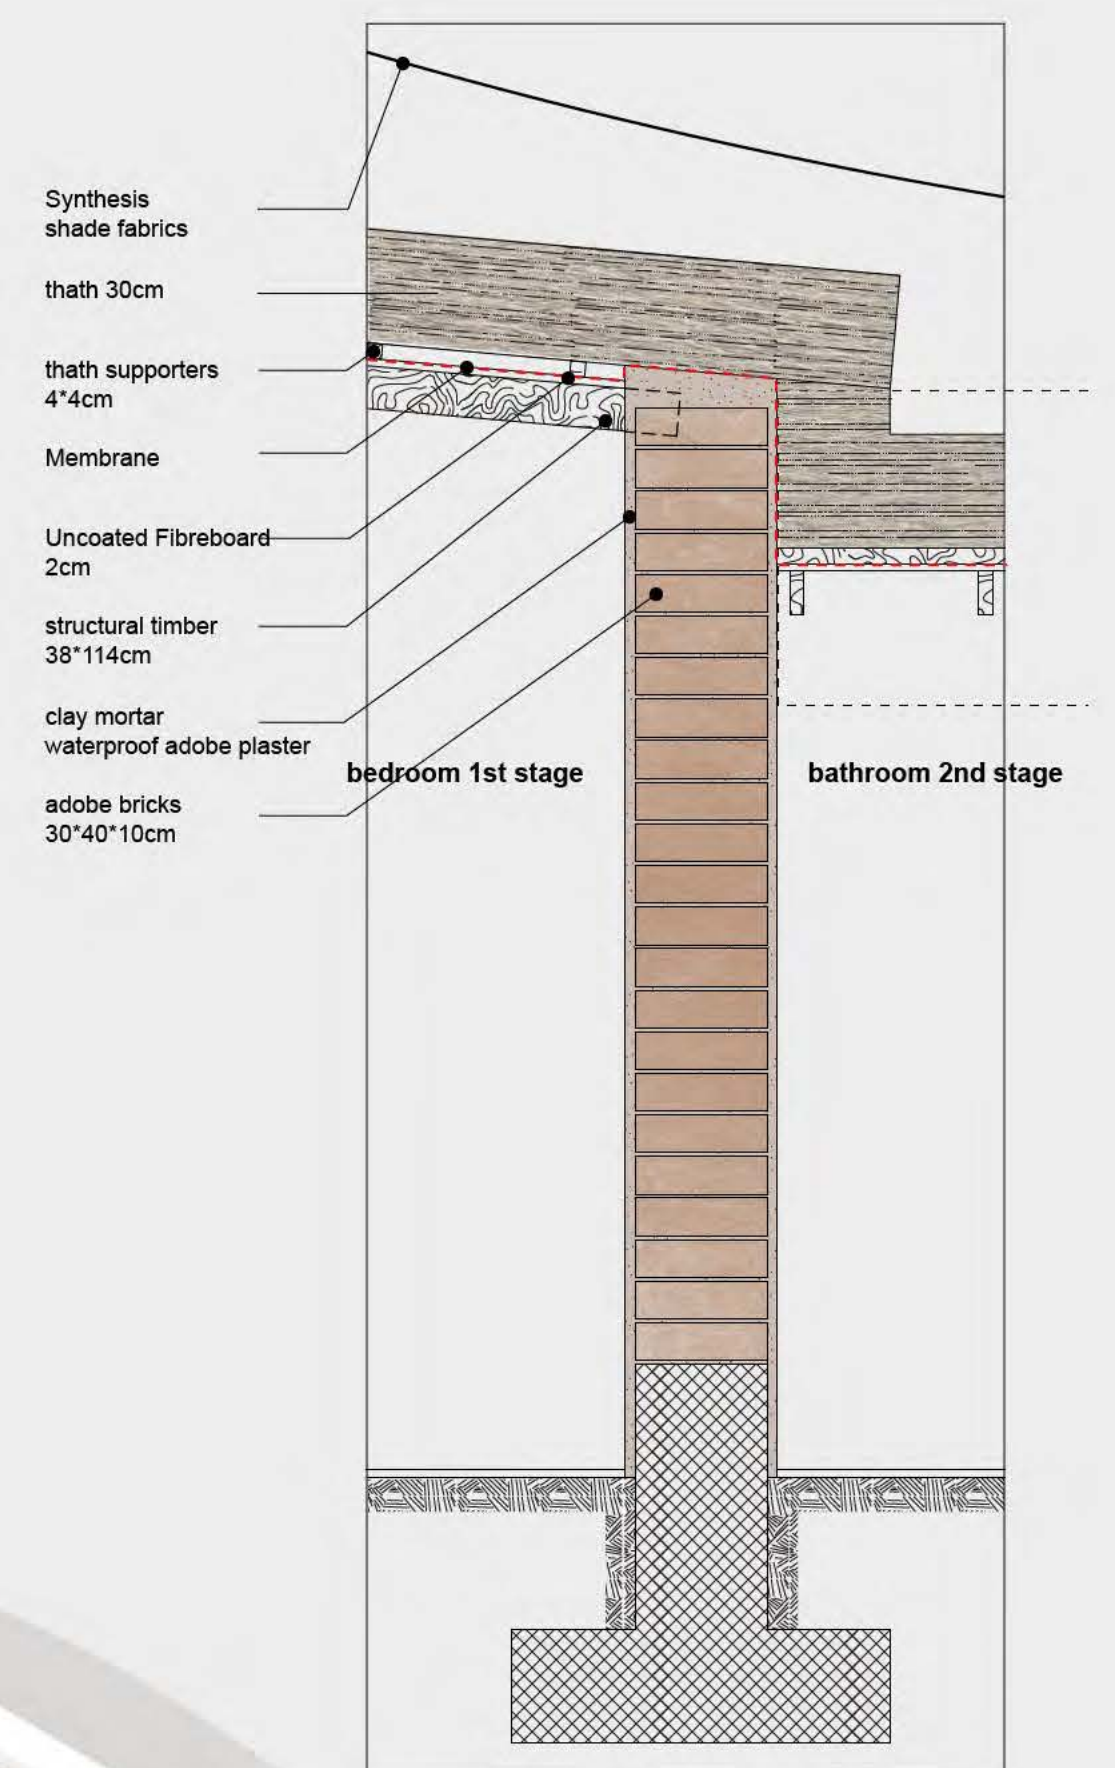 Synthesis
shade fabrics
thath 30cm
thath supporters
4*4cm
Membrane
Uncoated Fibreboard
2cm
structural timber
38*114cm
clay mortar
waterproof adobe plaster
bedroom 1st stage
bathroom 2nd stage
adobe bricks
30*40*10cm